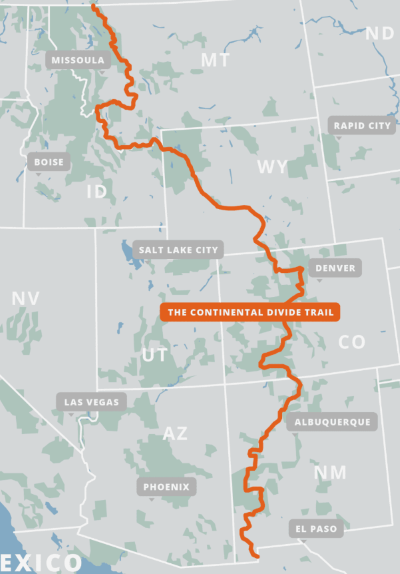 ND
MISSOULA
MT
RAPID CITY
BOISE
WY
ID
SALT LAKE CITY
DENVER
NV
THE CONTINENTAL DIVIDE TRAIL
CO
UT
LAS VEGAS
ALBUQUERQUE
AZ
NM
PHOENIX
EL PASO
EXICO